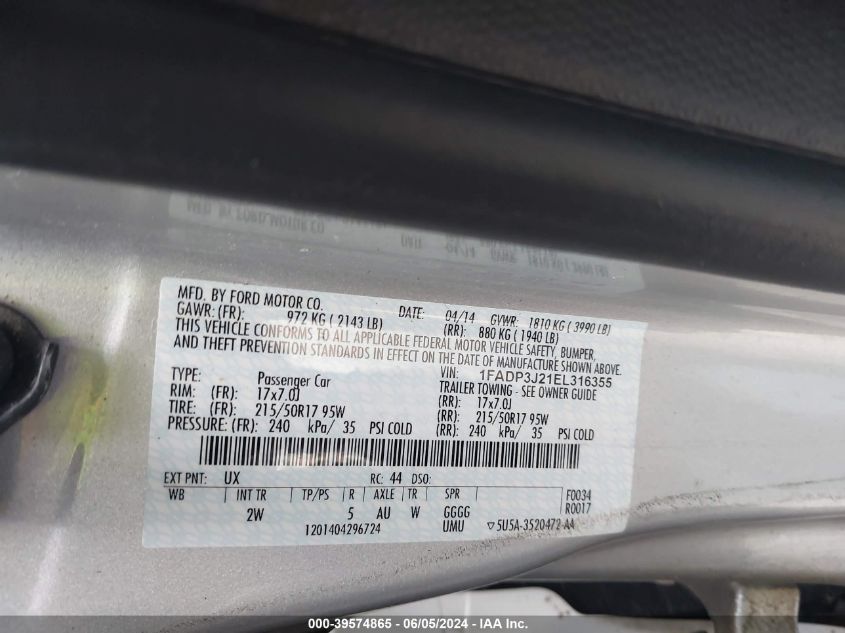 MFD. BY FORD MOTOR CO.
DATE: 04/14 GVWR: 1810 KG ( 3990 LB)
GAWR: (FR): 972 KG ( 2143 LB) (RR): 880 KG ( 1940 LB)
THIS VEHICLE CONFORMS TO ALL APPLICABLE FEDERAL MOTOR VEHICLE SAFETY, BUMPER,
AND THEFT PREVENTION STANDARDS IN EFFECT ON THE DATE OF MANUFACTURE SHOWN ABOVE.
VIN: 1FADP3J21EL316355
TYPE: Passenger Car TRAILER TOWING - SEE OWNER GUIDE
RIM: (FR): 17x7.0J (RR): 17x7.0J
TIRE: (FR): 215/50R17 95W (RR): 215/50R17 95W
PRESSURE: (FR): 240 kPa/ 35 PSI COLD (RR): 240 kPa/ 35 PSI COLD
EXT PNT: UX RC: 44 DSO:
WB INT TR TP/PS R AXLE TR SPR F0034
2W 5 AU W GGGG R0017
1201404296724 UMU ▽5U5A-3520472-AA
000-39574865 - 06/05/2024 - IAA Inc.